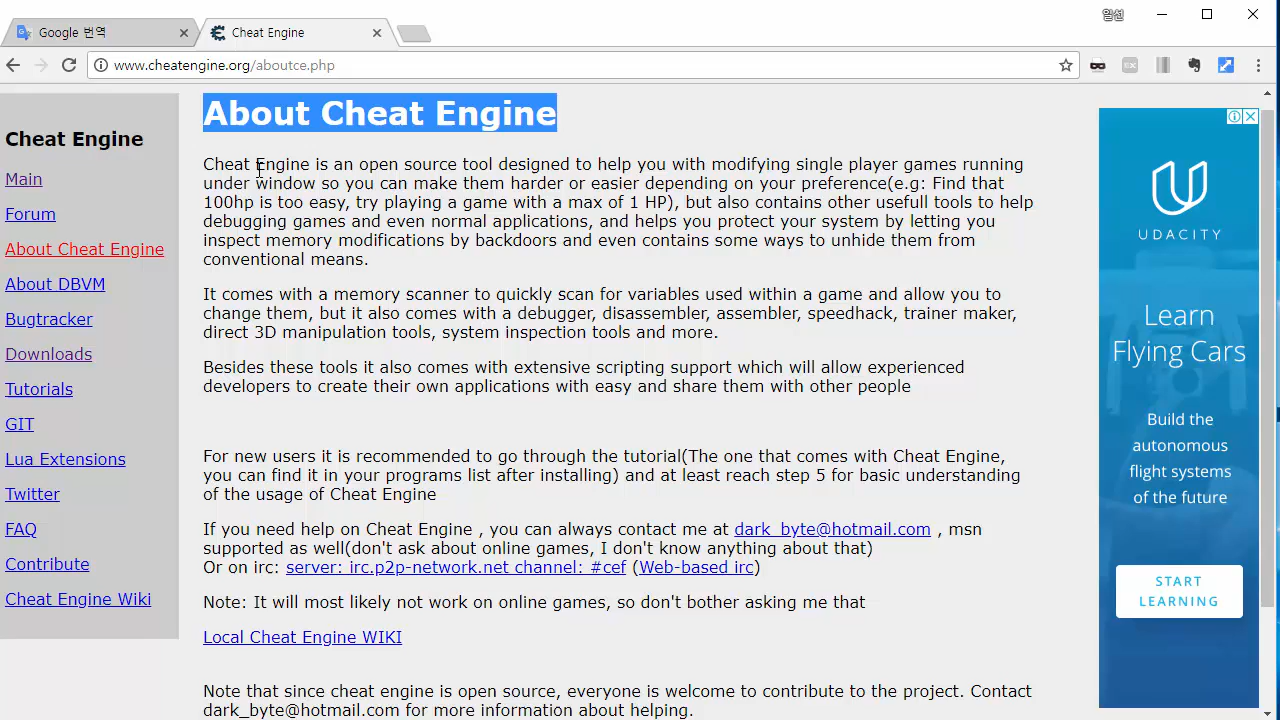 Google 번역
Cheat Engine
www.cheatengine.org/aboutce.php
Cheat Engine
Main
Forum
About Cheat Engine
About DBVM
Bugtracker
Downloads
Tutorials
GIT
Lua Extensions
Twitter
FAQ
Contribute
Cheat Engine Wiki
About Cheat Engine
Cheat Engine is an open source tool designed to help you with modifying single player games running
under window so you can make them harder or easier depending on your preference(e.g: Find that
100hp is too easy, try playing a game with a max of 1 HP), but also contains other usefull tools to help
debugging games and even normal applications, and helps you protect your system by letting you
inspect memory modifications by backdoors and even contains some ways to unhide them from
conventional means.
It comes with a memory scanner to quickly scan for variables used within a game and allow you to
change them, but it also comes with a debugger, disassembler, assembler, speedhack, trainer maker,
direct 3D manipulation tools, system inspection tools and more.
Besides these tools it also comes with extensive scripting support which will allow experienced
developers to create their own applications with easy and share them with other people
For new users it is recommended to go through the tutorial(The one that comes with Cheat Engine,
you can find it in your programs list after installing) and at least reach step 5 for basic understanding
of the usage of Cheat Engine
If you need help on Cheat Engine , you can always contact me at dark_byte@hotmail.com , msn
supported as well(don't ask about online games, I don't know anything about that)
Or on irc: server: irc.p2p-network.net channel: #cef (Web-based irc)
Note: It will most likely not work on online games, so don't bother asking me that
Local Cheat Engine WIKI
Note that since cheat engine is open source, everyone is welcome to contribute to the project. Contact
dark_byte@hotmail.com for more information about helping.
UDACITY
Learn
Flying Cars
Build the
autonomous
flight systems
of the future
START
LEARNING